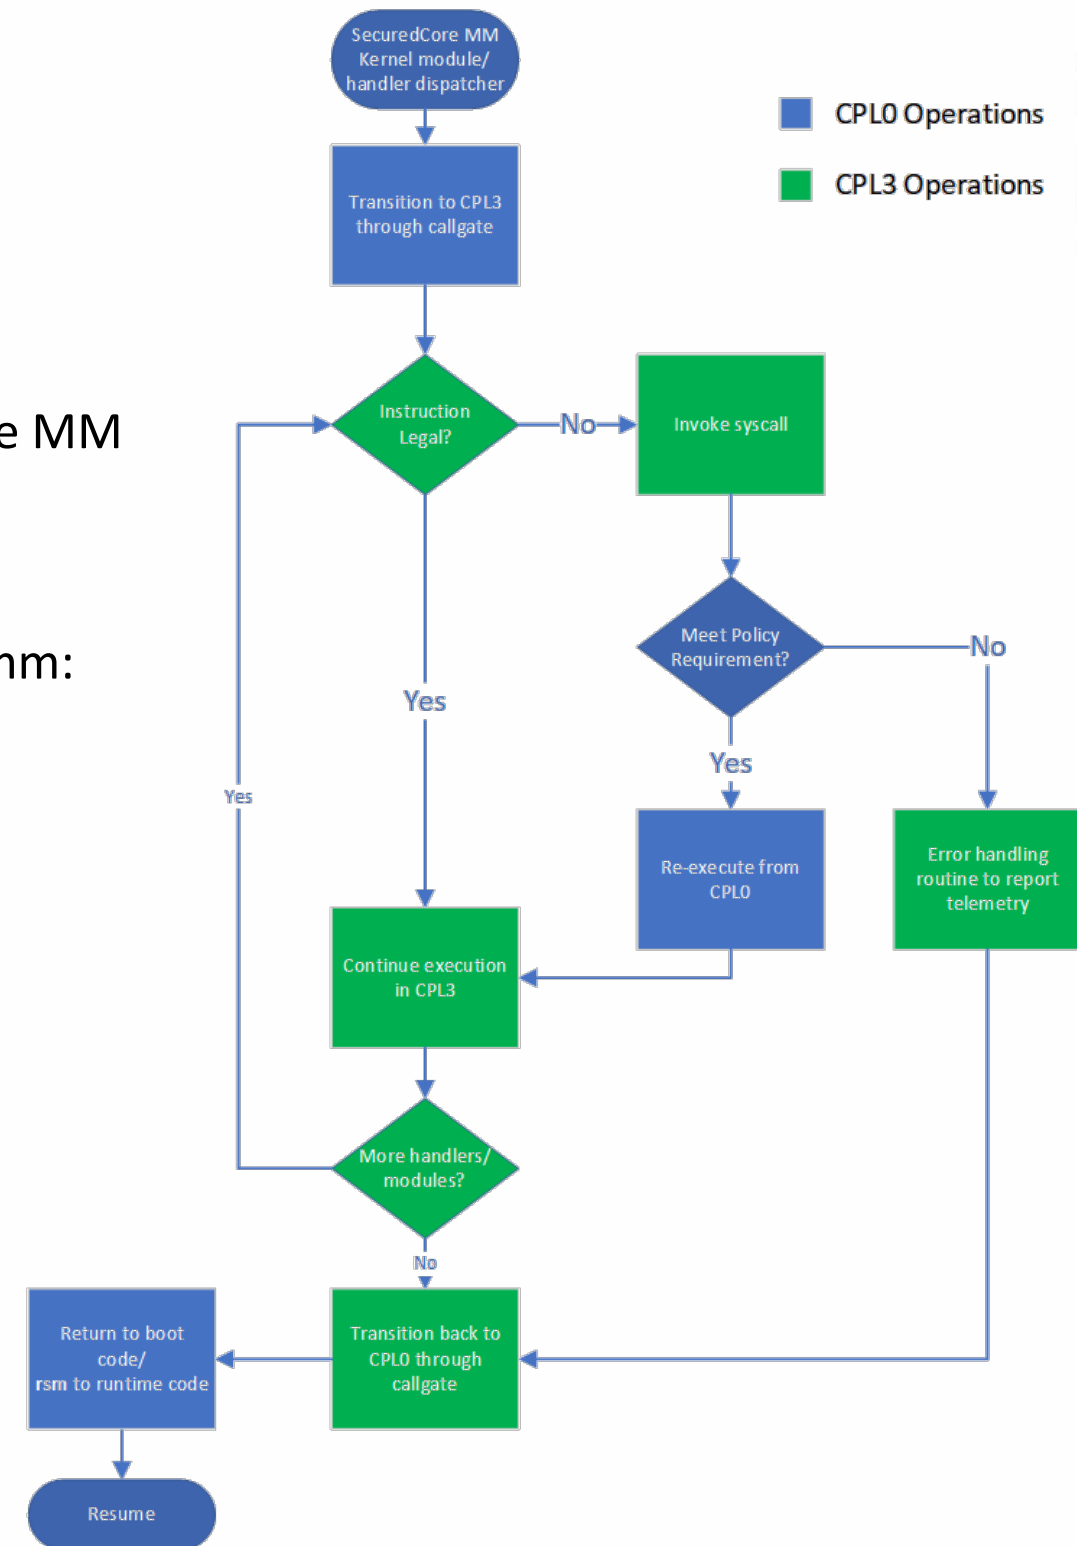 SecuredCore MM
Kernel module/
handler dispatcher
CPL0 Operations
CPL3 Operations
Transition to CPL3
through callgate
e MM
Instruction
Legal?
No
Invoke syscall
nm:
Meet Policy
Requirement?
No
Yes
Yes
Yes
Re-execute from
CPL0
Error handling
routine to report
telemetry
Continue execution
in CPL3
More handlers/
modules?
No
Return to boot
code/
rsm to runtime code
Transition back to
CPL0 through
callgate
Resume